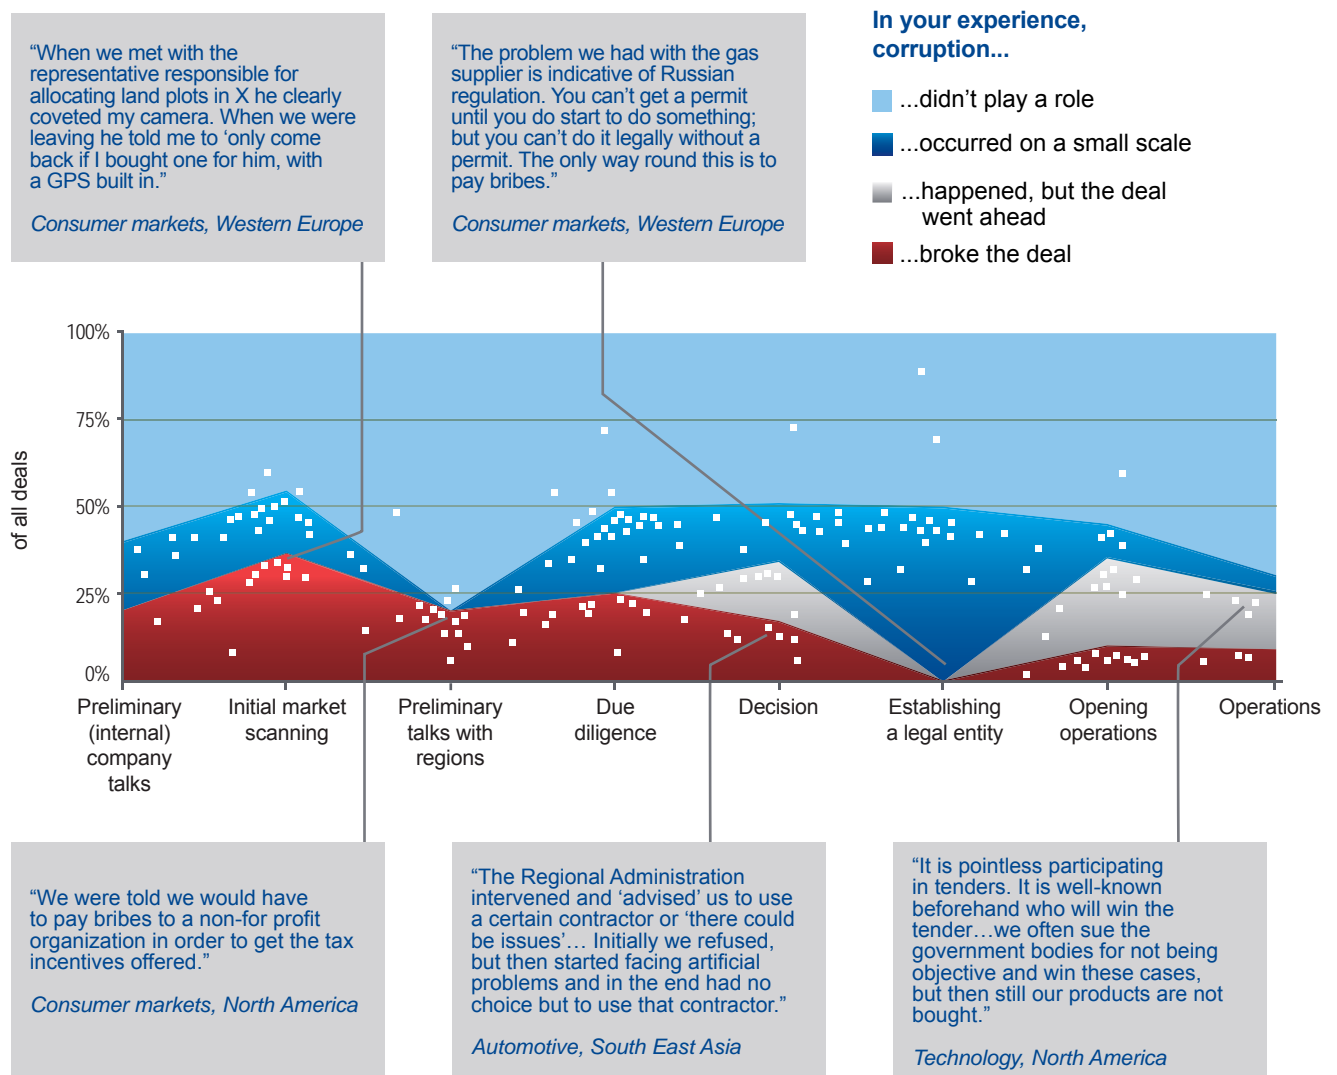 “When we met with the
representative responsible for
allocating land plots in X he clearly
coveted my camera. When we were
leaving he told me to ‘only come
back if I bought one for him, with
a GPS built in.”
Consumer markets, Western Europe
“The problem we had with the gas
supplier is indicative of Russian
regulation. You can’t get a permit
until you do start to do something;
but you can’t do it legally without a
permit. The only way round this is to
pay bribes.”
Consumer markets, Western Europe
In your experience,
corruption...
...didn’t play a role
...occurred on a small scale
...happened, but the deal
went ahead
...broke the deal
of all deals
100%
75%
50%
25%
0%
Preliminary
(internal)
company
talks
Initial market
scanning
Preliminary
talks with
regions
Due
diligence
Decision
Establishing
a legal entity
Opening
operations
Operations
“We were told we would have
to pay bribes to a non-for profit
organization in order to get the tax
incentives offered.”
Consumer markets, North America
“The Regional Administration
intervened and ‘advised’ us to use
a certain contractor or ‘there could
be issues’… Initially we refused,
but then started facing artificial
problems and in the end had no
choice but to use that contractor.”
Automotive, South East Asia
“It is pointless participating
in tenders. It is well-known
beforehand who will win the
tender…we often sue the
government bodies for not being
objective and win these cases,
but then still our products are not
bought.”
Technology, North America